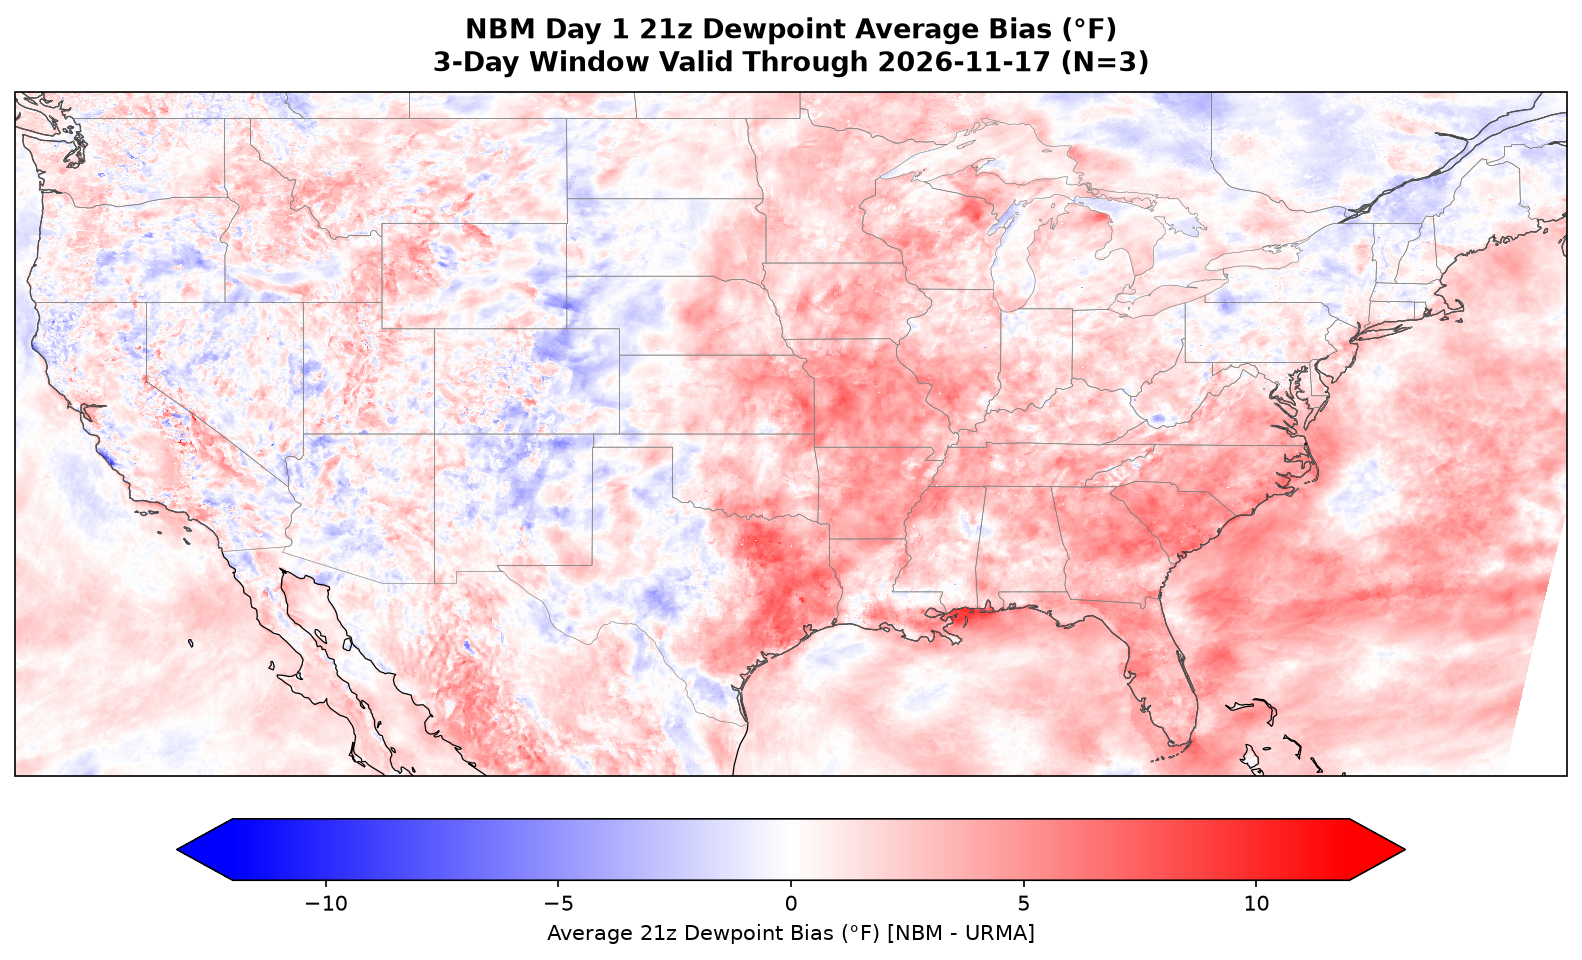 NBM Day 1 21z Dewpoint Average Bias (°F)
3-Day Window Valid Through 2026-11-17 (N=3)
−10 −5 0 5 10
Average 21z Dewpoint Bias (°F) [NBM - URMA]